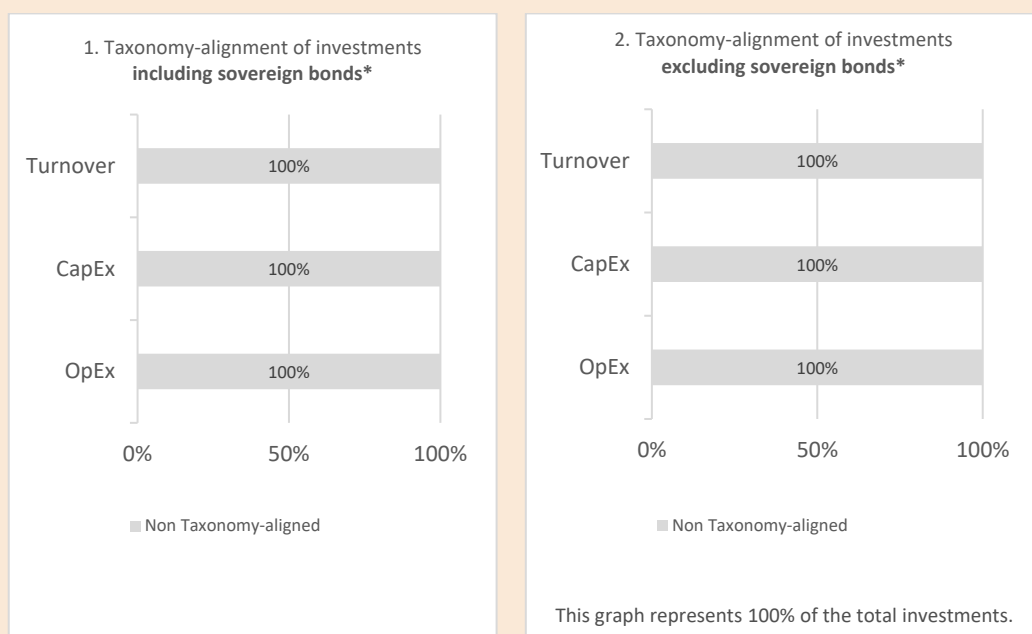 1. Taxonomy-alignment of investments
including sovereign bonds*
Turnover
100%
CapEx
100%
OpEx
100%
0%
50%
100%
Non Taxonomy-aligned
2. Taxonomy-alignment of investments
excluding sovereign bonds*
Turnover
100%
CapEx
100%
OpEx
100%
0%
50%
100%
Non Taxonomy-aligned
This graph represents 100% of the total investments.